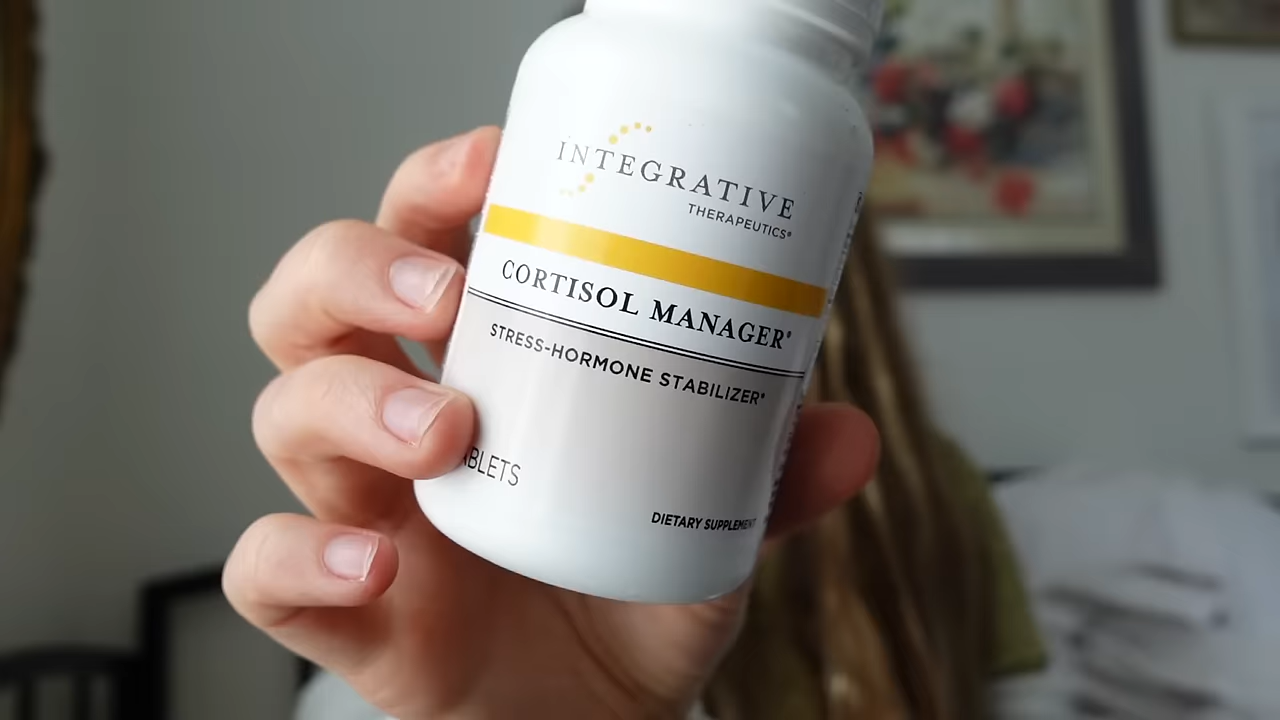 INTEGRATIVE
THERAPEUTICS®
CORTISOL MANAGER®
STRESS-HORMONE STABILIZER*
ABLETS
DIETARY SUPPLEMENT